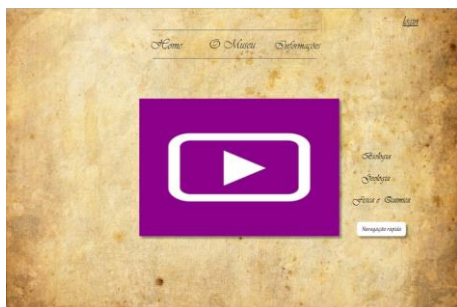 login
Home O Museu Informações
Biologia
Geologia
Física e Química
Navegação rápida